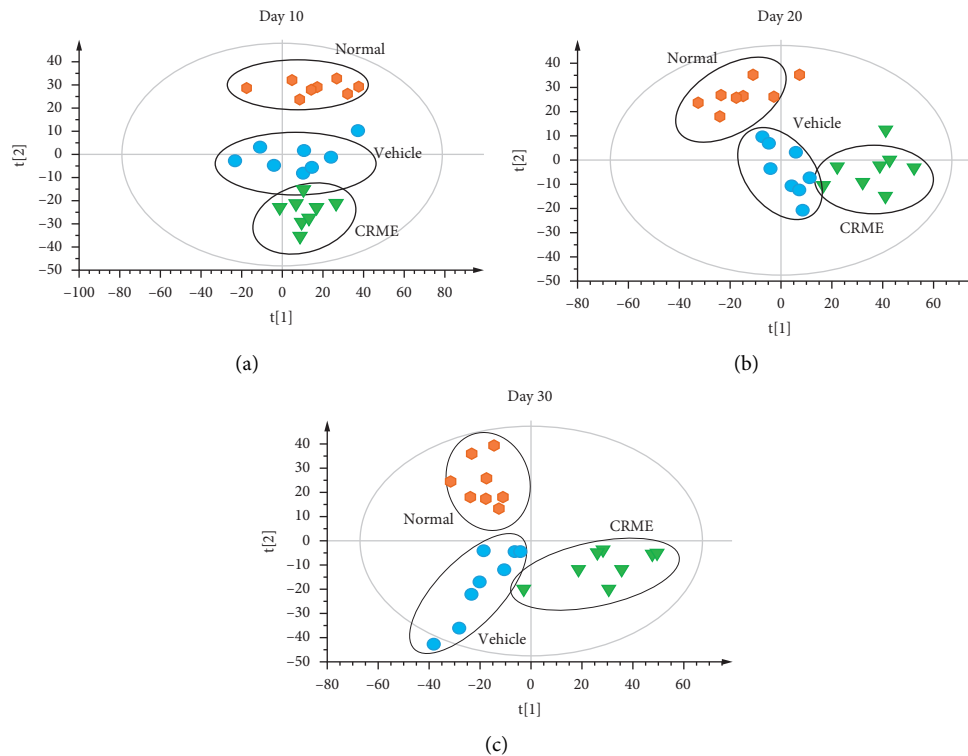 Day 10
40
30
20
10
0
−10
−20
−30
−40
−50
t[2]
Normal
Vehicle
CRME
−100 −80 −60 −40 −20 0 20 40 60 80
t[1]
(a)
Day 20
50
40
30
20
10
0
−10
−20
−30
−40
−50
t[2]
Normal
Vehicle
CRME
−80 −60 −40 −20 0 20 40 60
t[1]
(b)
Day 30
40
30
20
10
0
−10
−20
−30
−40
−50
t[2]
Normal
CRME
Vehicle
−80 −60 −40 −20 0 20 40 60
t[1]
(c)